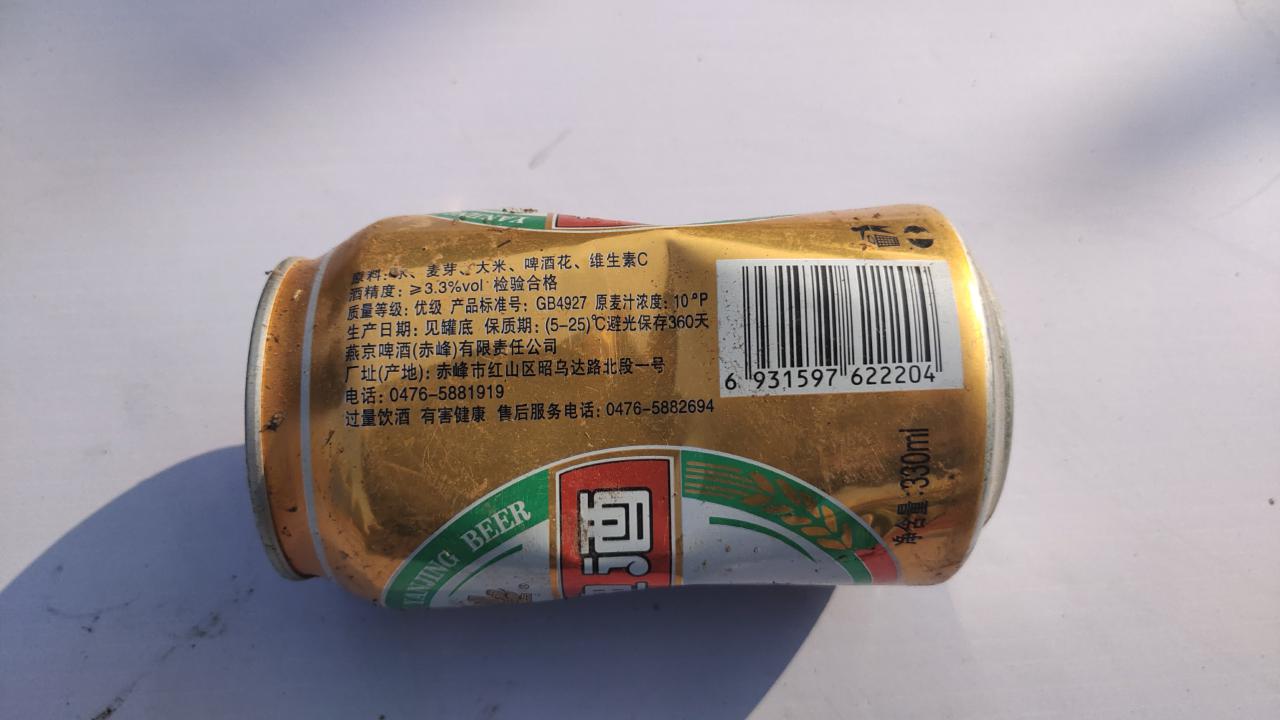 原料:水、麦芽、大米、啤酒花、维生素C
酒精度: ≥3.3%vol 检验合格
质量等级: 优级 产品标准号: GB4927 原麦汁浓度: 10°P
生产日期: 见罐底 保质期: (5-25)℃避光保存360天
燕京啤酒(赤峰)有限责任公司
厂址(产地): 赤峰市红山区昭乌达路北段一号
电话: 0476-5881919
过量饮酒 有害健康 售后服务电话: 0476-5882694
6 931597 622204
净含量:330ml
YANJING BEER
酒